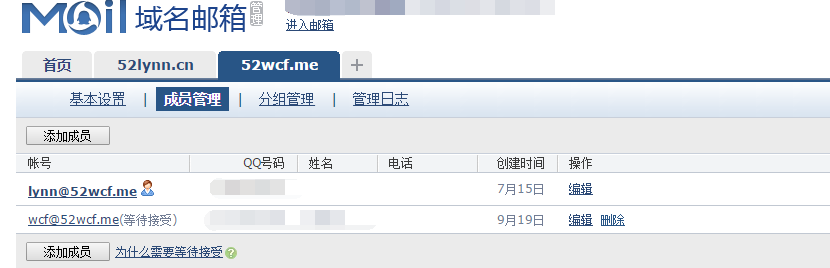 Mail 域名邮箱 管理
进入邮箱
首页 52lynn.cn 52wcf.me +
基本设置 | 成员管理 | 分组管理 | 管理日志
添加成员
帐号 QQ号码 姓名 电话 创建时间 操作
lynn@52wcf.me 7月15日 编辑
wcf@52wcf.me(等待接受) 9月19日 编辑 删除
添加成员 为什么需要等待接受 ?